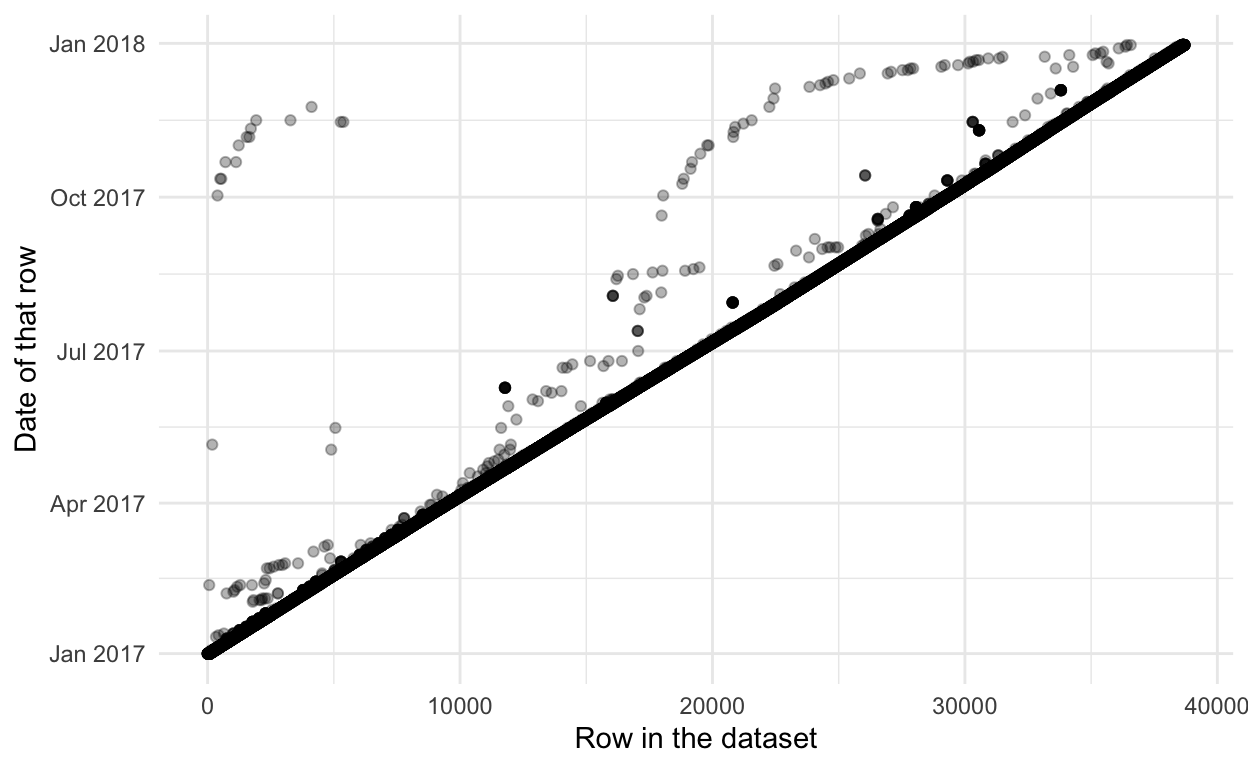 Date of that row
Jan 2018
Oct 2017
Jul 2017
Apr 2017
Jan 2017
0 10000 20000 30000 40000
Row in the dataset